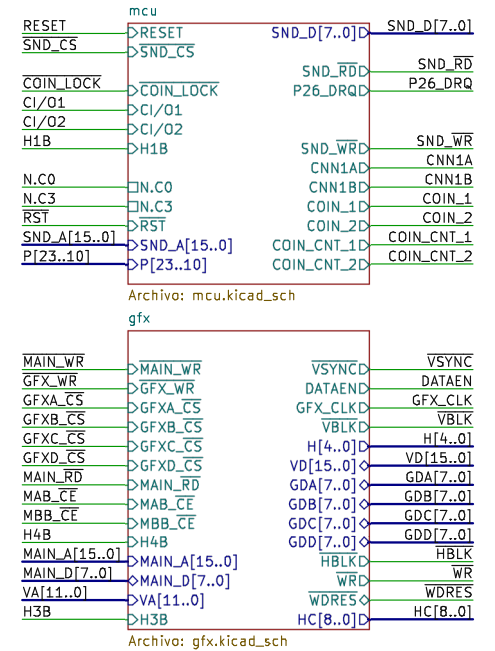 mcu
RESET RESET SND_D[7..0] SND_D[7..0]
SND_CS SND_CS
SND_RD SND_RD
COIN_LOCK COIN_LOCK P26_DRQ P26_DRQ
CI/O1 CI/O1
CI/O2 CI/O2
H1B H1B SND_WR SND_WR
CNN1A CNN1A
N.C0 N.C0 CNN1B CNN1B
N.C3 N.C3 COIN_1 COIN_1
RST RST COIN_2 COIN_2
SND_A[15..0] SND_A[15..0] COIN_CNT_1 COIN_CNT_1
P[23..10] P[23..10] COIN_CNT_2 COIN_CNT_2
Archivo: mcu.kicad_sch
gfx
MAIN_WR MAIN_WR VSYNC VSYNC
GFX_WR GFX_WR DATAEN DATAEN
GFXA_CS GFXA_CS GFX_CLK GFX_CLK
GFXB_CS GFXB_CS VBLK VBLK
GFXC_CS GFXC_CS H[4..0] H[4..0]
GFXD_CS GFXD_CS VD[15..0] VD[15..0]
MAIN_RD MAIN_RD GDA[7..0] GDA[7..0]
MAB_CE MAB_CE GDB[7..0] GDB[7..0]
MBB_CE MBB_CE GDC[7..0] GDC[7..0]
H4B H4B GDD[7..0] GDD[7..0]
MAIN_A[15..0] MAIN_A[15..0] HBLK HBLK
MAIN_D[7..0] MAIN_D[7..0] WR WR
VA[11..0] VA[11..0] WDRES WDRES
H3B H3B HC[8..0] HC[8..0]
Archivo: gfx.kicad_sch